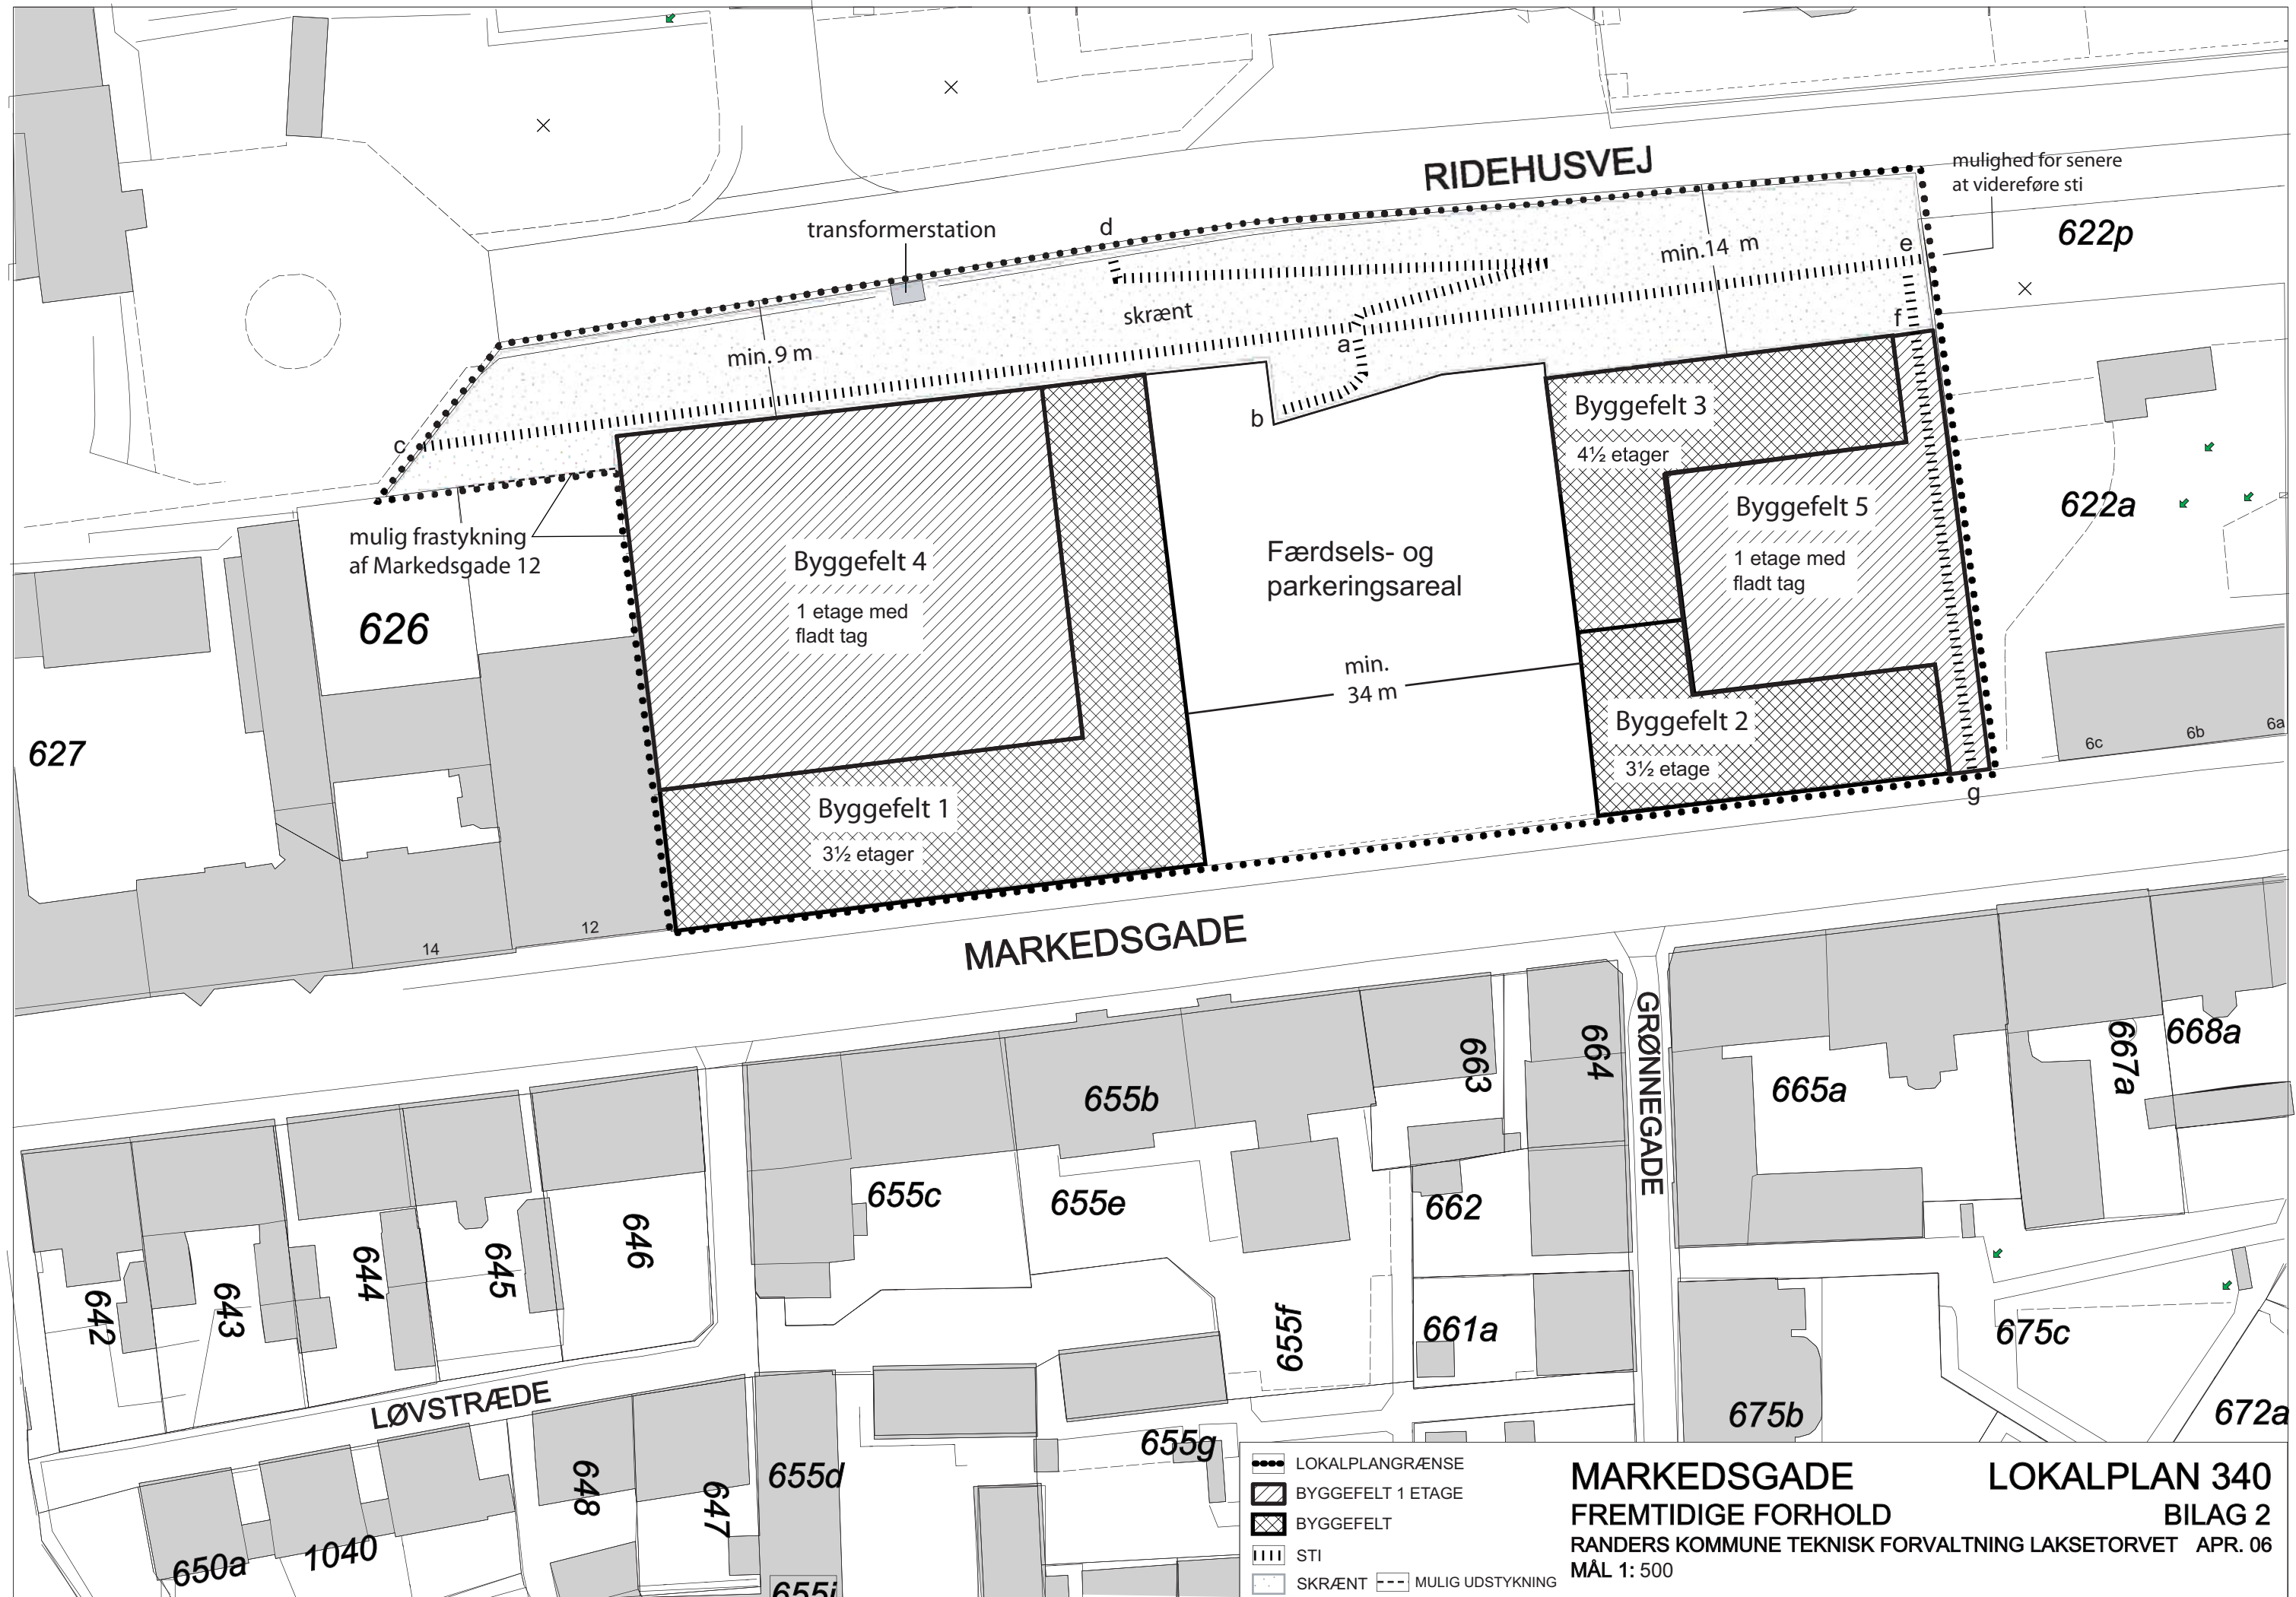 RIDEHUSVEJ
mulighed for senere
at videreføre sti
622p
transformerstation
d
e
min.14 m
skrænt
f
a
min. 9 m
b
c
Byggefelt 3
4½ etager
Byggefelt 5
1 etage med
fladt tag
622a
mulig frastykning
af Markedsgade 12
626
Byggefelt 4
1 etage med
fladt tag
Færdsels- og
parkeringsareal
min.
34 m
627
Byggefelt 2
3½ etage
6c
6b
6a
g
Byggefelt 1
3½ etager
14
12
MARKEDSGADE
GRØNNEGADE
663
664
665a
667a
668a
655b
655c
655e
662
646
645
644
643
642
655f
661a
675c
675b
672a
LØVSTRÆDE
655g
655d
648
647
650a
1040
655i
LOKALPLANGRÆNSE
BYGGEFELT 1 ETAGE
BYGGEFELT
STI
SKRÆNT
MULIG UDSTYKNING
MARKEDSGADE LOKALPLAN 340
FREMTIDIGE FORHOLD BILAG 2
RANDERS KOMMUNE TEKNISK FORVALTNING LAKSETORVET APR. 06
MÅL 1: 500